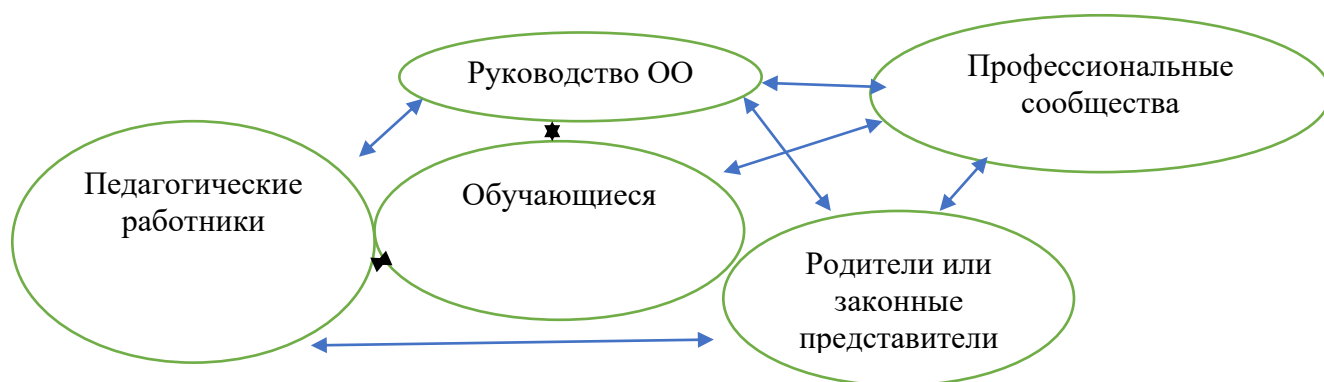 Руководство ОО
Профессиональные
сообщества
Педагогические
работники
Обучающиеся
Родители или
законные
представители